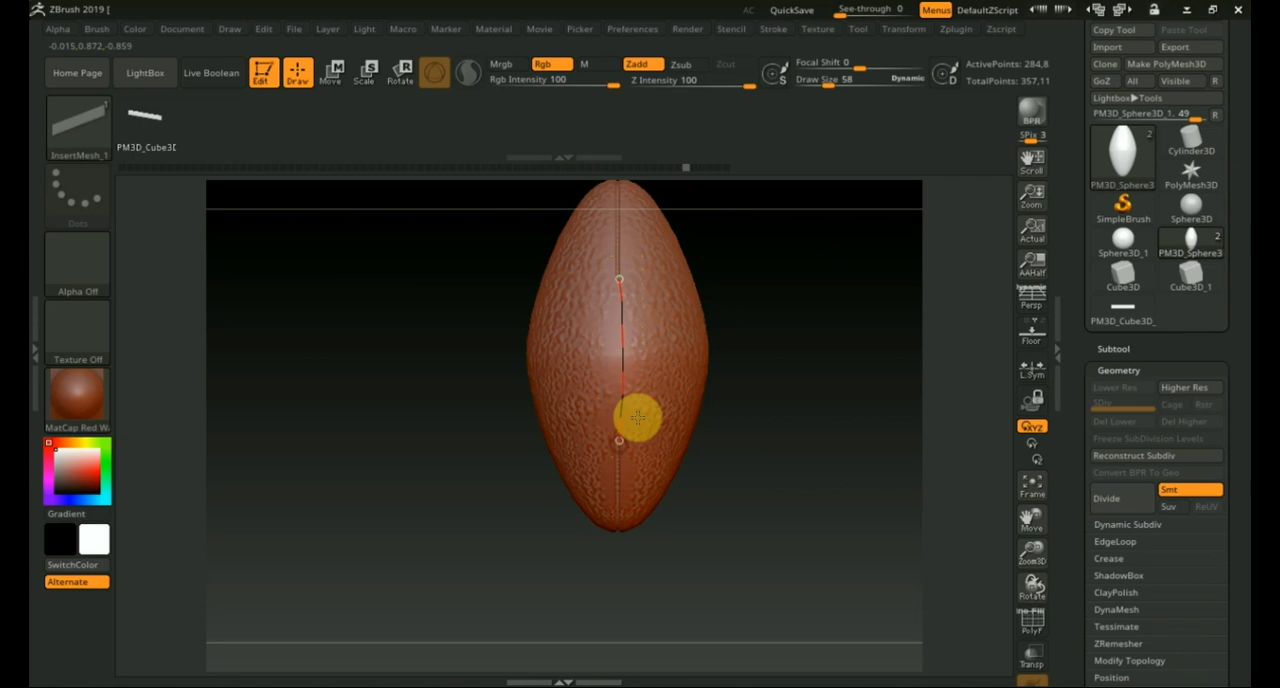 ZBrush 2019 [
AC QuickSave See-through 0 Menus DefaultZScript
Alpha Brush Color Document Draw Edit File Layer Light Macro Marker Material Movie Picker Preferences Render Stencil Stroke Texture Tool Transform Zplugin Zscript
-0.015,0.872,-0.859
Home Page LightBox Live Boolean Edit Draw Move Scale Rotate
Mrgb Rgb M Zadd Zsub Zcut Focal Shift 0 ActivePoints: 284,8
Rgb Intensity 100 Z Intensity 100 Draw Size 58 Dynamic TotalPoints: 357,11
InsertMesh_1
PM3D_Cube3D
Dots
Alpha Off
Texture Off
MatCap Red Wa
Gradient
SwitchColor
Alternate
BPR
SPix 3
Scroll
Zoom
Actual
AAHalf
Dynamic
Persp
Floor
L.Sym
XYZ
Frame
Move
Zoom3D
Rotate
Line Fill
PolyF
Transp
Copy Tool Paste Tool
Import Export
Clone Make PolyMesh3D
GoZ All Visible R
Lightbox▶Tools
PM3D_Sphere3D_1. 49 R
2
PM3D_Sphere3 Cylinder3D
PolyMesh3D
SimpleBrush Sphere3D
2
Sphere3D_1 PM3D_Sphere3
Cube3D Cube3D_1
PM3D_Cube3D_
Subtool
Geometry
Lower Res Higher Res
SDiv Cage Rstr
Del Lower Del Higher
Freeze SubDivision Levels
Reconstruct Subdiv
Convert BPR To Geo
Divide Smt
Suv ReUV
Dynamic Subdiv
EdgeLoop
Crease
ShadowBox
ClayPolish
DynaMesh
Tessimate
ZRemesher
Modify Topology
Position